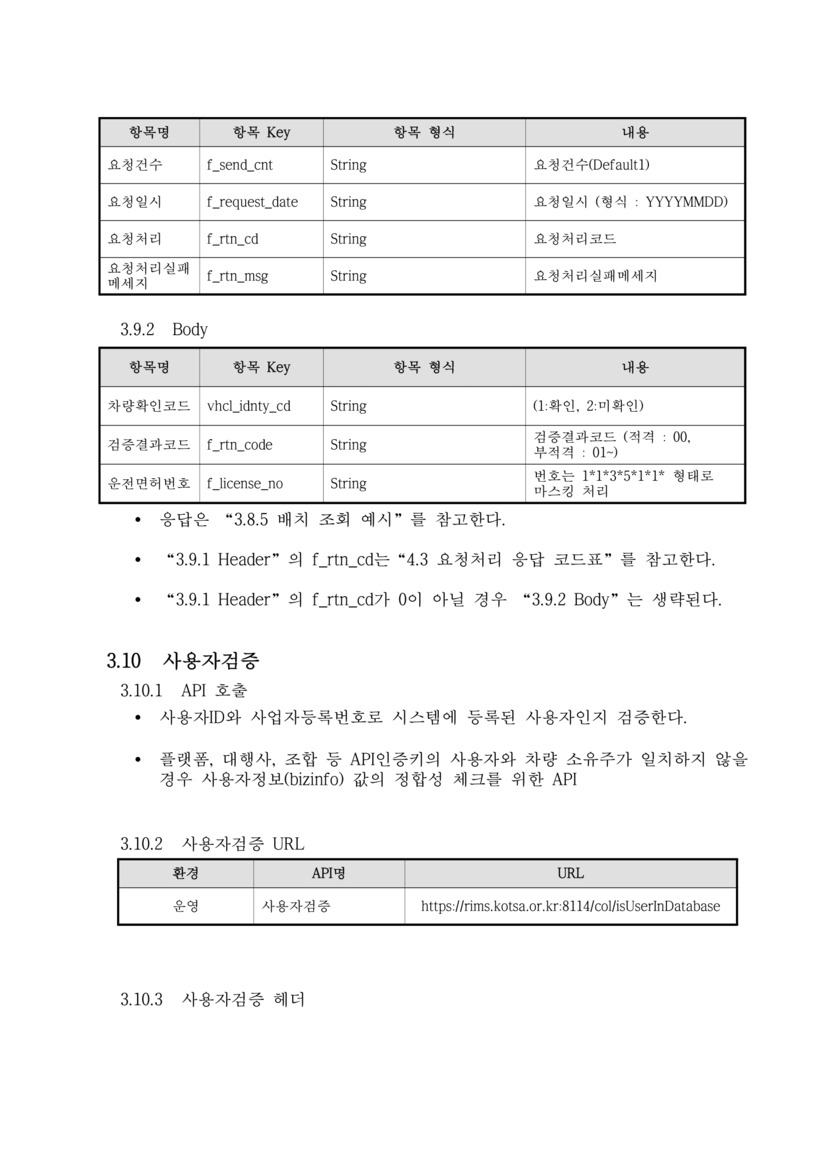 항목명 항목 Key 항목 형식 내용
요청건수 f_send_cnt String 요청건수(Default1)
요청일시 f_request_date String 요청일시 (형식 : YYYYMMDD)
요청처리 f_rtn_cd String 요청처리코드
요청처리실패
메세지 f_rtn_msg String 요청처리실패메세지
3.9.2 Body
항목명 항목 Key 항목 형식 내용
차량확인코드 vhcl_idnty_cd String (1:확인, 2:미확인)
검증결과코드 f_rtn_code String 검증결과코드 (적격 : 00,
부적격 : 01~)
운전면허번호 f_license_no String 번호는 1*1*3*5*1*1* 형태로
마스킹 처리
• 응답은 “3.8.5 배치 조회 예시”를 참고한다.
• “3.9.1 Header”의 f_rtn_cd는“4.3 요청처리 응답 코드표”를 참고한다.
• “3.9.1 Header”의 f_rtn_cd가 0이 아닐 경우 “3.9.2 Body”는 생략된다.
3.10 사용자검증
3.10.1 API 호출
• 사용자ID와 사업자등록번호로 시스템에 등록된 사용자인지 검증한다.
• 플랫폼, 대행사, 조합 등 API인증키의 사용자와 차량 소유주가 일치하지 않을
경우 사용자정보(bizinfo) 값의 정합성 체크를 위한 API
3.10.2 사용자검증 URL
환경 API명 URL
운영 사용자검증 https://rims.kotsa.or.kr:8114/col/isUserInDatabase
3.10.3 사용자검증 헤더